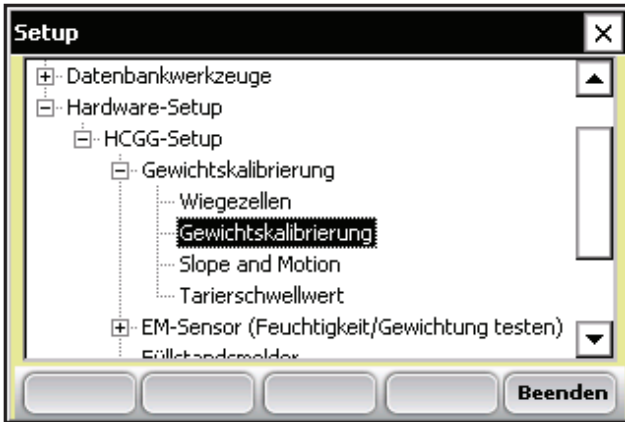 Setup
Datenbankwerkzeuge
Hardware-Setup
HCGG-Setup
Gewichtskalibrierung
Wiegezellen
Gewichtskalibrierung
Slope and Motion
Tarierschwellwert
EM-Sensor (Feuchtigkeit/Gewichtung testen)
Füllstandsmelder
Beenden